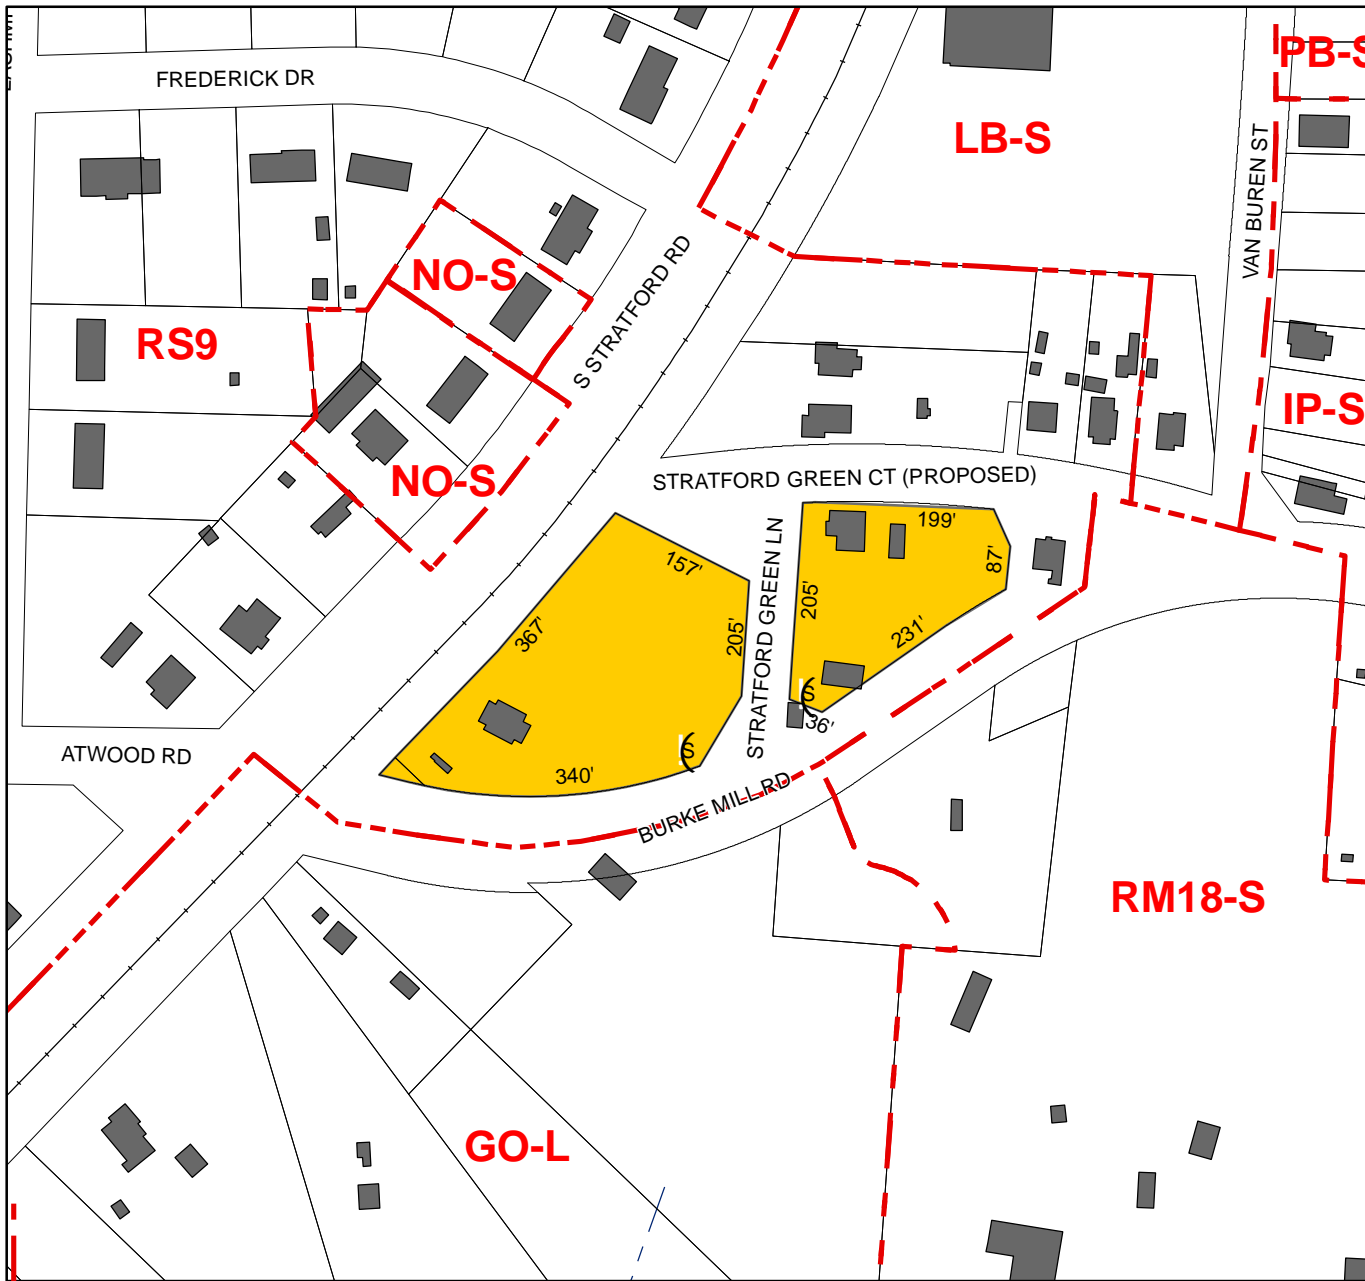 FREDERICK DR
PB-S
LB-S
VAN BUREN ST
NO-S
S STRATFORD RD
RS9
IP-S
NO-S
STRATFORD GREEN CT (PROPOSED)
199'
157'
87'
205'
STRATFORD GREEN LN
367'
205'
231'
S
36'
S
ATWOOD RD
340'
BURKE MILL RD
RM18-S
GO-L